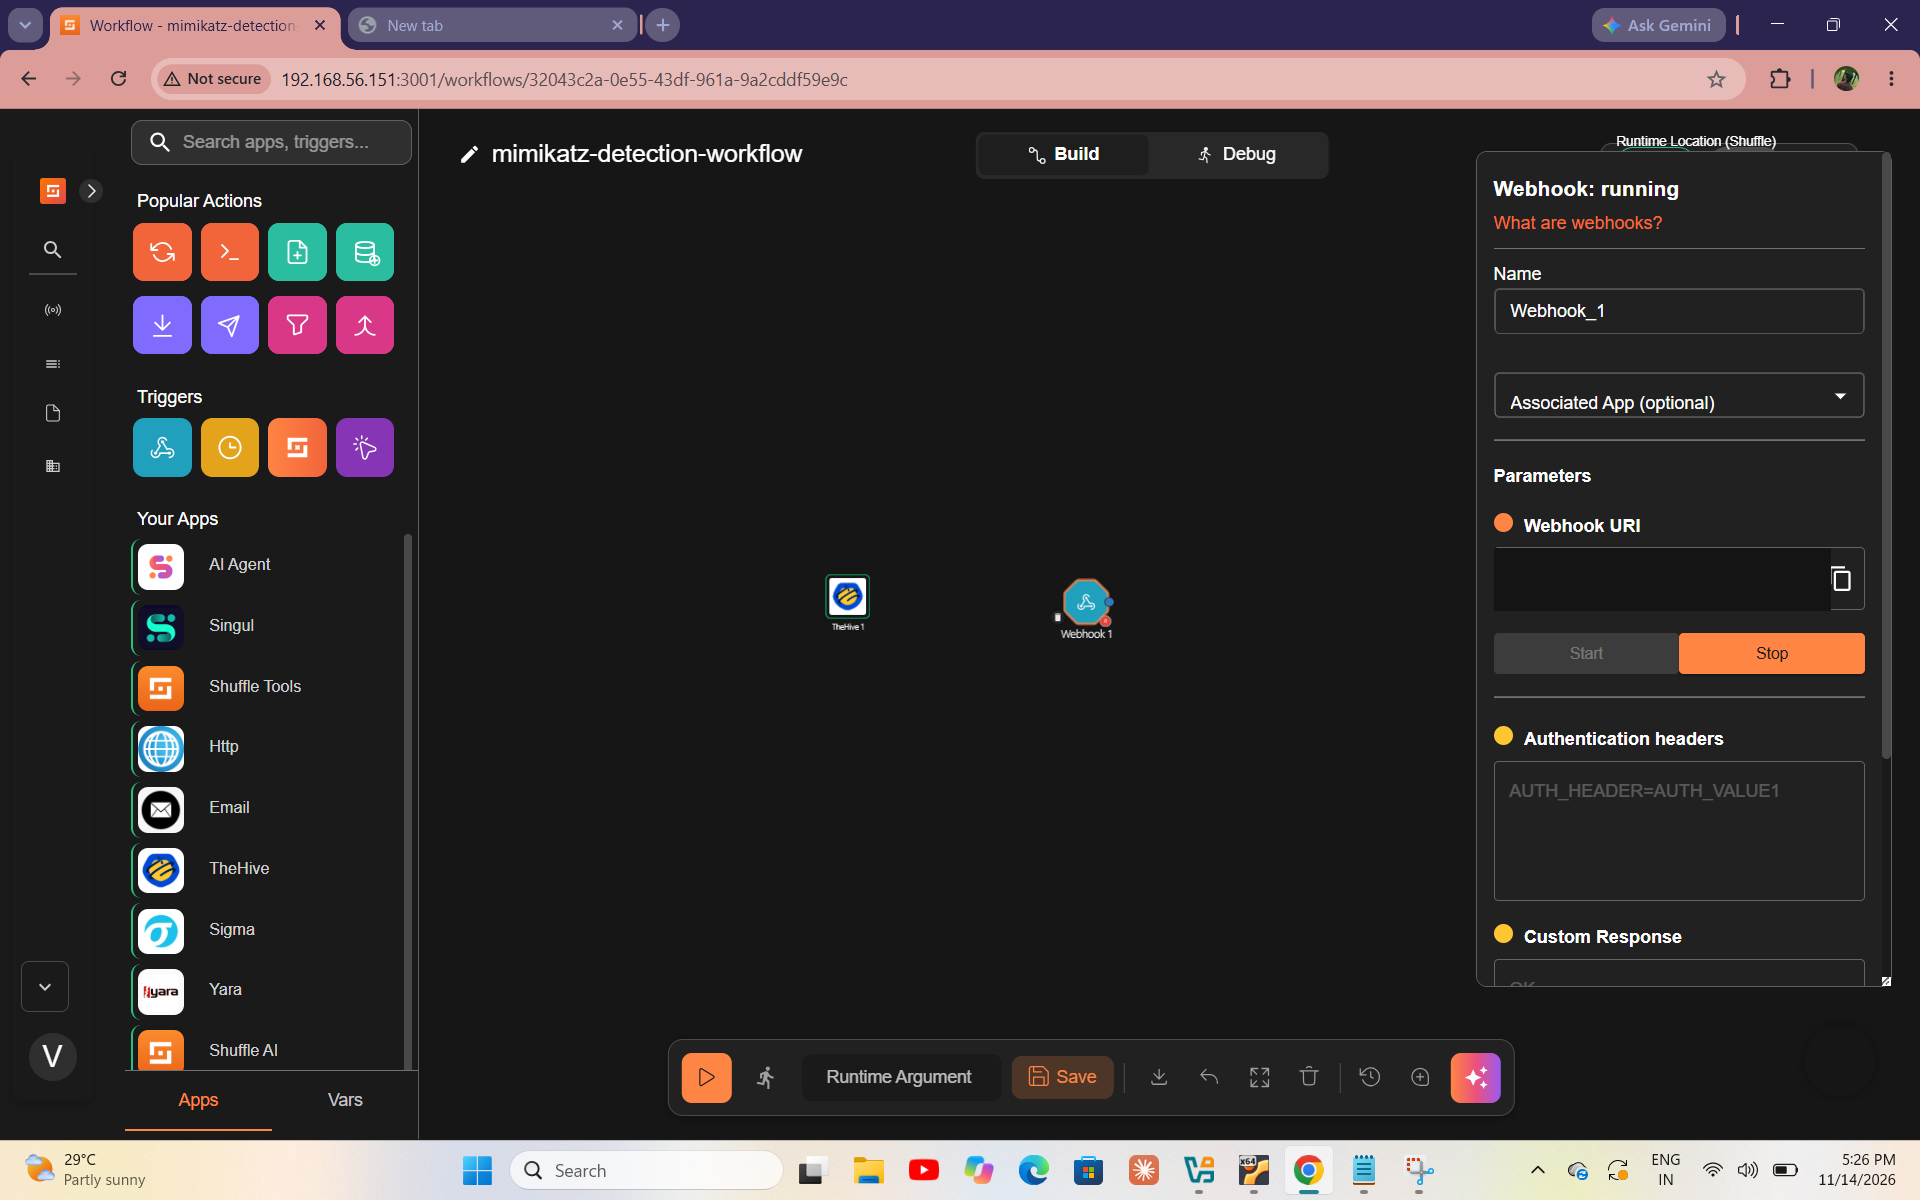 Workflow - mimikatz-detection-
New tab
Ask Gemini
Not secure
192.168.56.151:3001/workflows/32043c2a-0e55-43df-961a-9a2cddf59e9c
Search apps, triggers...
Popular Actions
Triggers
Your Apps
AI Agent
Singul
Shuffle Tools
Http
Email
TheHive
Sigma
yara
Yara
Shuffle AI
V
Apps
Vars
mimikatz-detection-workflow
Build
Debug
TheHive 1
Webhook 1
Runtime Location (Shuffle)
Webhook: running
What are webhooks?
Name
Webhook_1
Associated App (optional)
Parameters
Webhook URI
Start
Stop
Authentication headers
AUTH_HEADER=AUTH_VALUE1
Custom Response
OK
Runtime Argument
Save
29°C
Partly sunny
Search
x64
ENG
IN
5:26 PM
11/14/2026